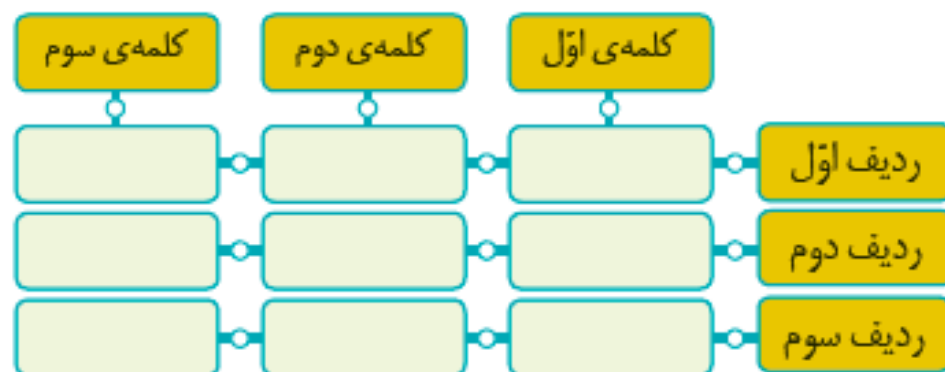 کلمه‌ی اوّل کلمه‌ی دوم کلمه‌ی سوم
ردیف اوّل
ردیف دوم
ردیف سوم